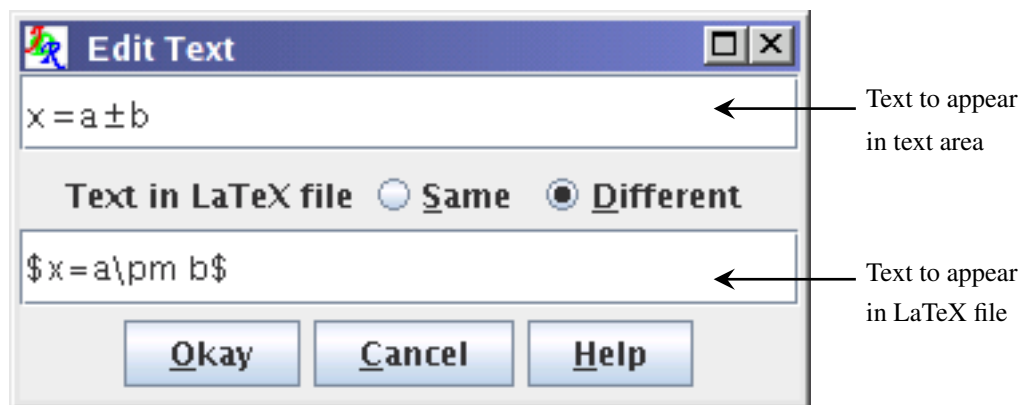 Edit Text
x=a±b
Text to appear
in text area
Text in LaTeX file Same Different
$x=a\pm b$
Text to appear
in LaTeX file
Okay Cancel Help